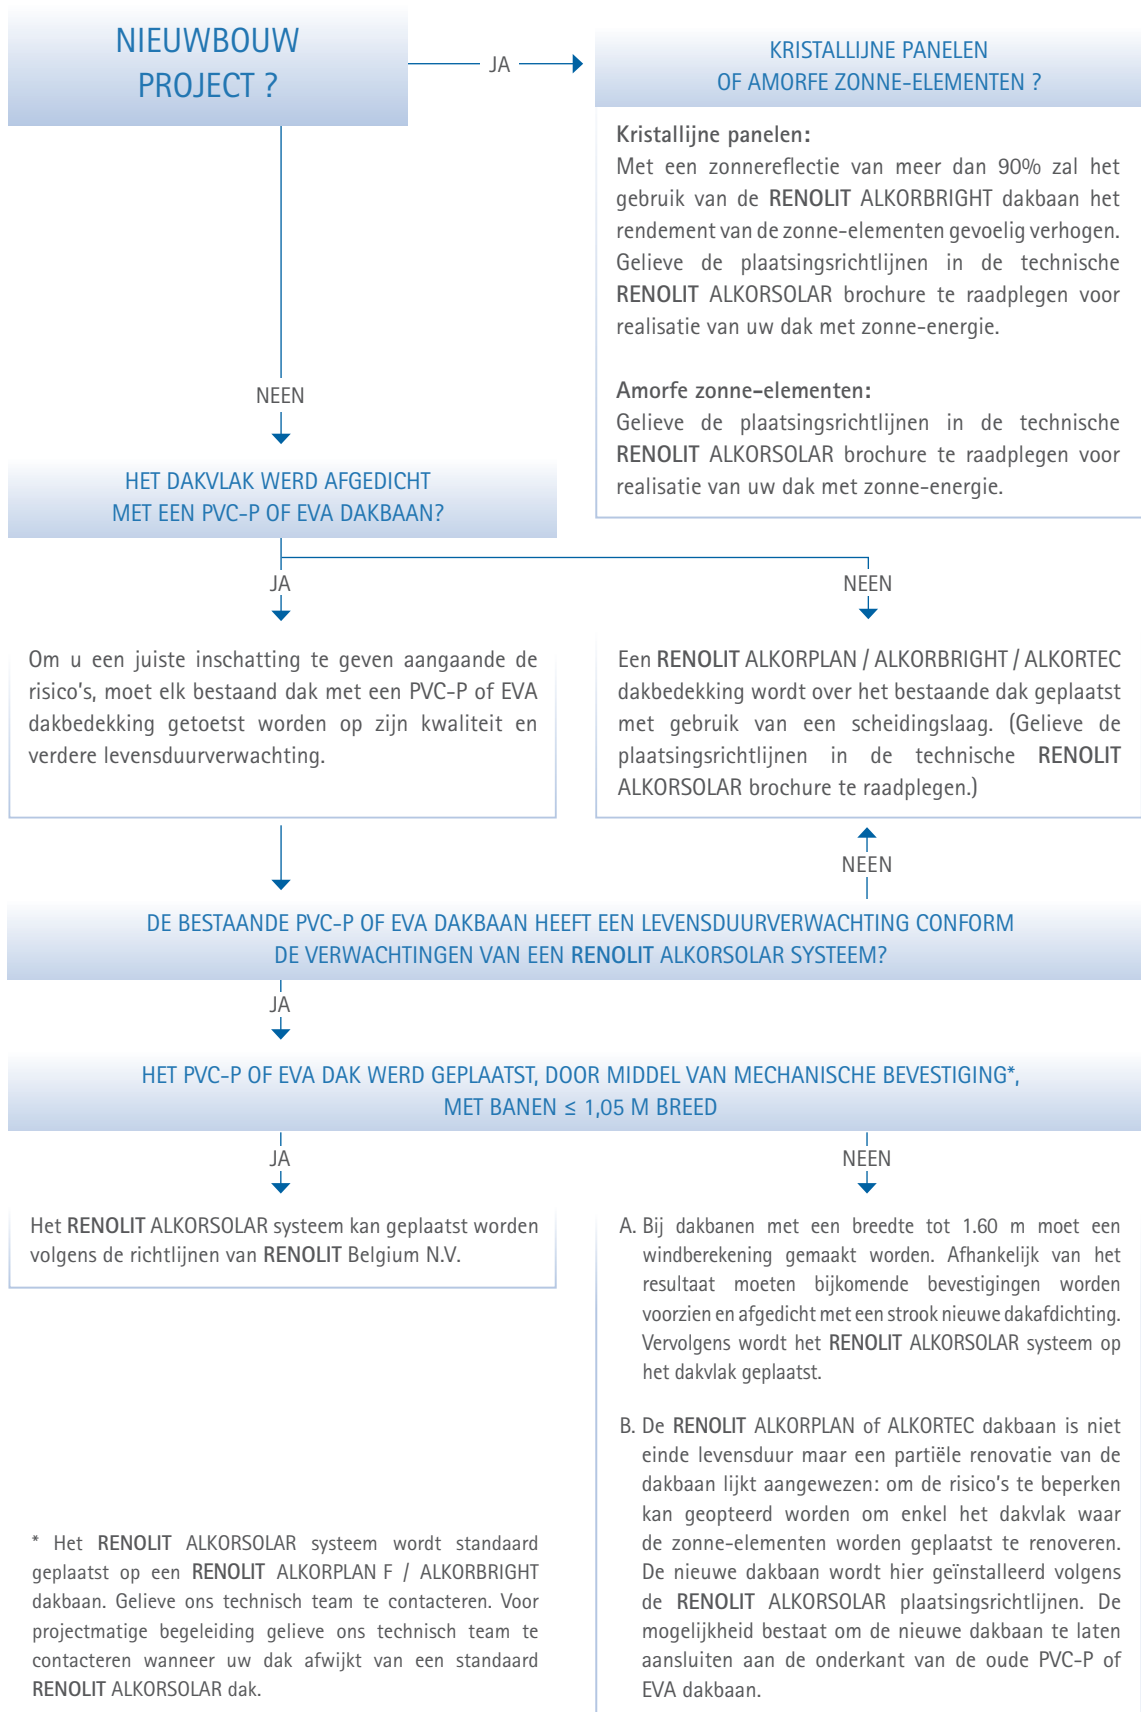 NIEUWBOUW
PROJECT ?
JA
KRISTALLIJNE PANELEN
OF AMORFE ZONNE-ELEMENTEN ?
Kristallijne panelen:
Met een zonnereflectie van meer dan 90% zal het
gebruik van de RENOLIT ALKORBRIGHT dakbaan het
rendement van de zonne-elementen gevoelig verhogen.
Gelieve de plaatsingsrichtlijnen in de technische
RENOLIT ALKORSOLAR brochure te raadplegen voor
realisatie van uw dak met zonne-energie.
Amorfe zonne-elementen:
Gelieve de plaatsingsrichtlijnen in de technische
RENOLIT ALKORSOLAR brochure te raadplegen voor
realisatie van uw dak met zonne-energie.
NEEN
HET DAKVLAK WERD AFGEDICHT
MET EEN PVC-P OF EVA DAKBAAN?
JA
NEEN
Om u een juiste inschatting te geven aangaande de
risico's, moet elk bestaand dak met een PVC-P of EVA
dakbedekking getoetst worden op zijn kwaliteit en
verdere levensduurverwachting.
Een RENOLIT ALKORPLAN / ALKORBRIGHT / ALKORTEC
dakbedekking wordt over het bestaande dak geplaatst
met gebruik van een scheidingslaag. (Gelieve de
plaatsingsrichtlijnen in de technische RENOLIT
ALKORSOLAR brochure te raadplegen.)
NEEN
DE BESTAANDE PVC-P OF EVA DAKBAAN HEEFT EEN LEVENSDUURVERWACHTING CONFORM
DE VERWACHTINGEN VAN EEN RENOLIT ALKORSOLAR SYSTEEM?
JA
HET PVC-P OF EVA DAK WERD GEPLAATST, DOOR MIDDEL VAN MECHANISCHE BEVESTIGING*,
MET BANEN ≤ 1,05 M BREED
JA
NEEN
Het RENOLIT ALKORSOLAR systeem kan geplaatst worden
volgens de richtlijnen van RENOLIT Belgium N.V.
A. Bij dakbanen met een breedte tot 1.60 m moet een
windberekening gemaakt worden. Afhankelijk van het
resultaat moeten bijkomende bevestigingen worden
voorzien en afgedicht met een strook nieuwe dakafdichting.
Vervolgens wordt het RENOLIT ALKORSOLAR systeem op
het dakvlak geplaatst.
B. De RENOLIT ALKORPLAN of ALKORTEC dakbaan is niet
einde levensduur maar een partiële renovatie van de
dakbaan lijkt aangewezen: om de risico's te beperken
kan geopteerd worden om enkel het dakvlak waar
de zonne-elementen worden geplaatst te renoveren.
De nieuwe dakbaan wordt hier geïnstalleerd volgens
de RENOLIT ALKORSOLAR plaatsingsrichtlijnen. De
mogelijkheid bestaat om de nieuwe dakbaan te laten
aansluiten aan de onderkant van de oude PVC-P of
EVA dakbaan.
* Het RENOLIT ALKORSOLAR systeem wordt standaard
geplaatst op een RENOLIT ALKORPLAN F / ALKORBRIGHT
dakbaan. Gelieve ons technisch team te contacteren. Voor
projectmatige begeleiding gelieve ons technisch team te
contacteren wanneer uw dak afwijkt van een standaard
RENOLIT ALKORSOLAR dak.